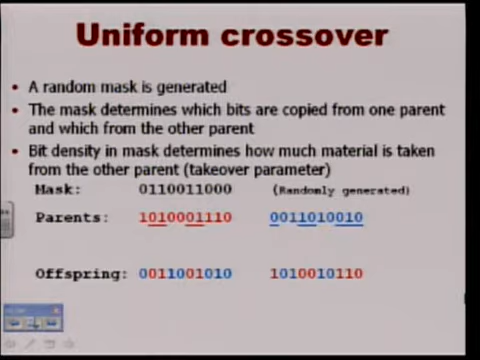 Uniform crossover
• A random mask is generated
• The mask determines which bits are copied from one parent
and which from the other parent
• Bit density in mask determines how much material is taken
from the other parent (takeover parameter)
Mask: 0110011000 (Randomly generated)
Parents: 1010001110 0011010010
Offspring: 0011001010 1010010110